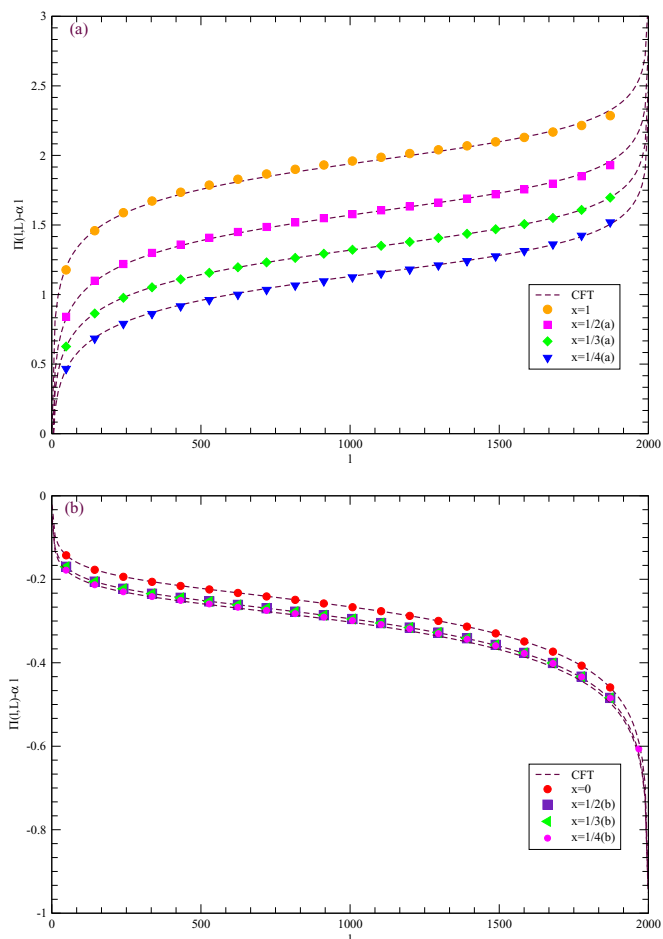 (a)
3
2.5
2
1.5
1
0.5
0
Π(l,L)-α l
CFT
x=1
x=1/2(a)
x=1/3(a)
x=1/4(a)
0 500 1000 1500 2000
l
(b)
0
-0.2
-0.4
-0.6
-0.8
-1
Π(l,L)-α l
CFT
x=0
x=1/2(b)
x=1/3(b)
x=1/4(b)
0 500 1000 1500 2000